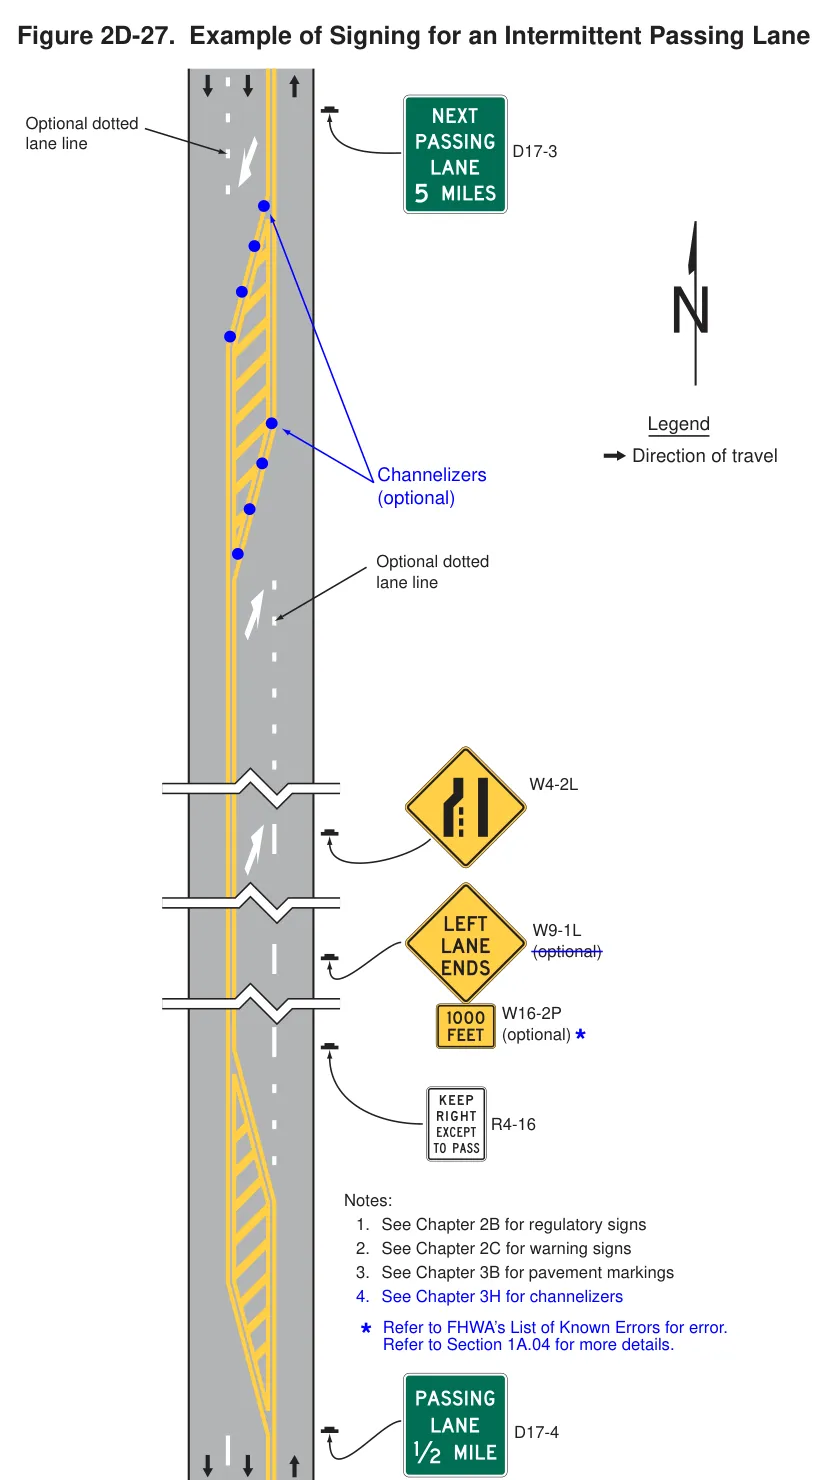 Figure 2D-27.  Example of Signing for an Intermittent Passing Lane
Optional dotted
lane line
NEXT
PASSING
LANE
5 MILES
D17-3
N
Legend
Direction of travel
Channelizers
(optional)
Optional dotted
lane line
W4-2L
LEFT
LANE
ENDS
W9-1L
(optional)
1000
FEET
W16-2P
(optional) *
KEEP
RIGHT
EXCEPT
TO PASS
R4-16
Notes:
1. See Chapter 2B for regulatory signs
2. See Chapter 2C for warning signs
3. See Chapter 3B for pavement markings
4. See Chapter 3H for channelizers
* Refer to FHWA's List of Known Errors for error.
Refer to Section 1A.04 for more details.
PASSING
LANE
1/2 MILE
D17-4